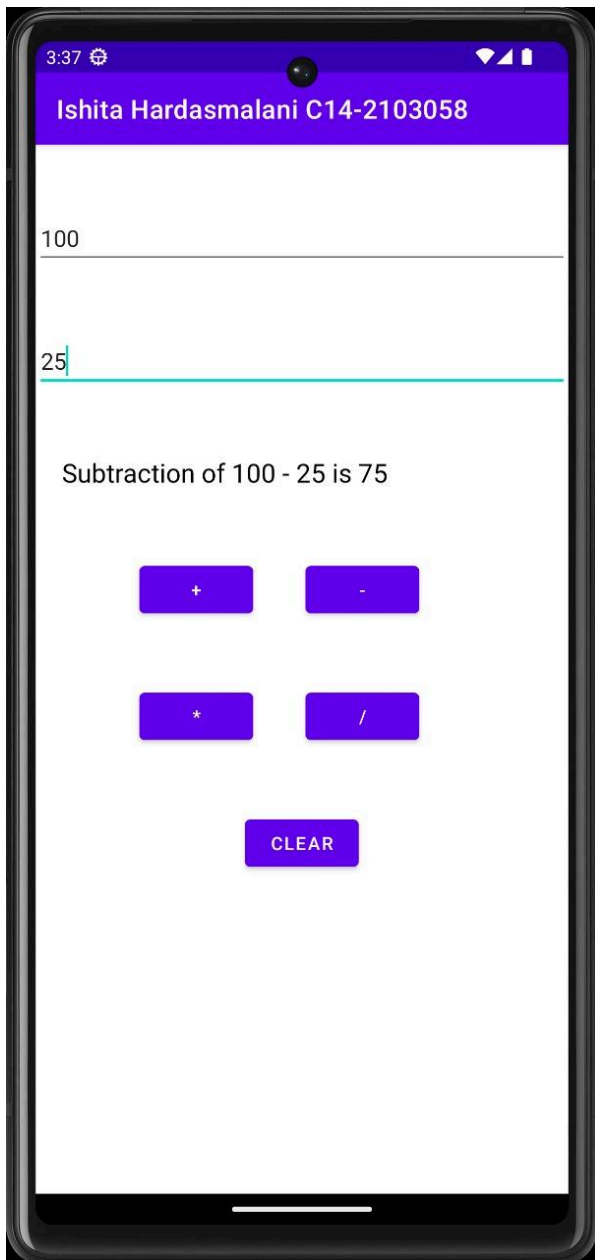 3:37
Ishita Hardasmalani C14-2103058
100
25
Subtraction of 100 - 25 is 75
+ -
* /
CLEAR